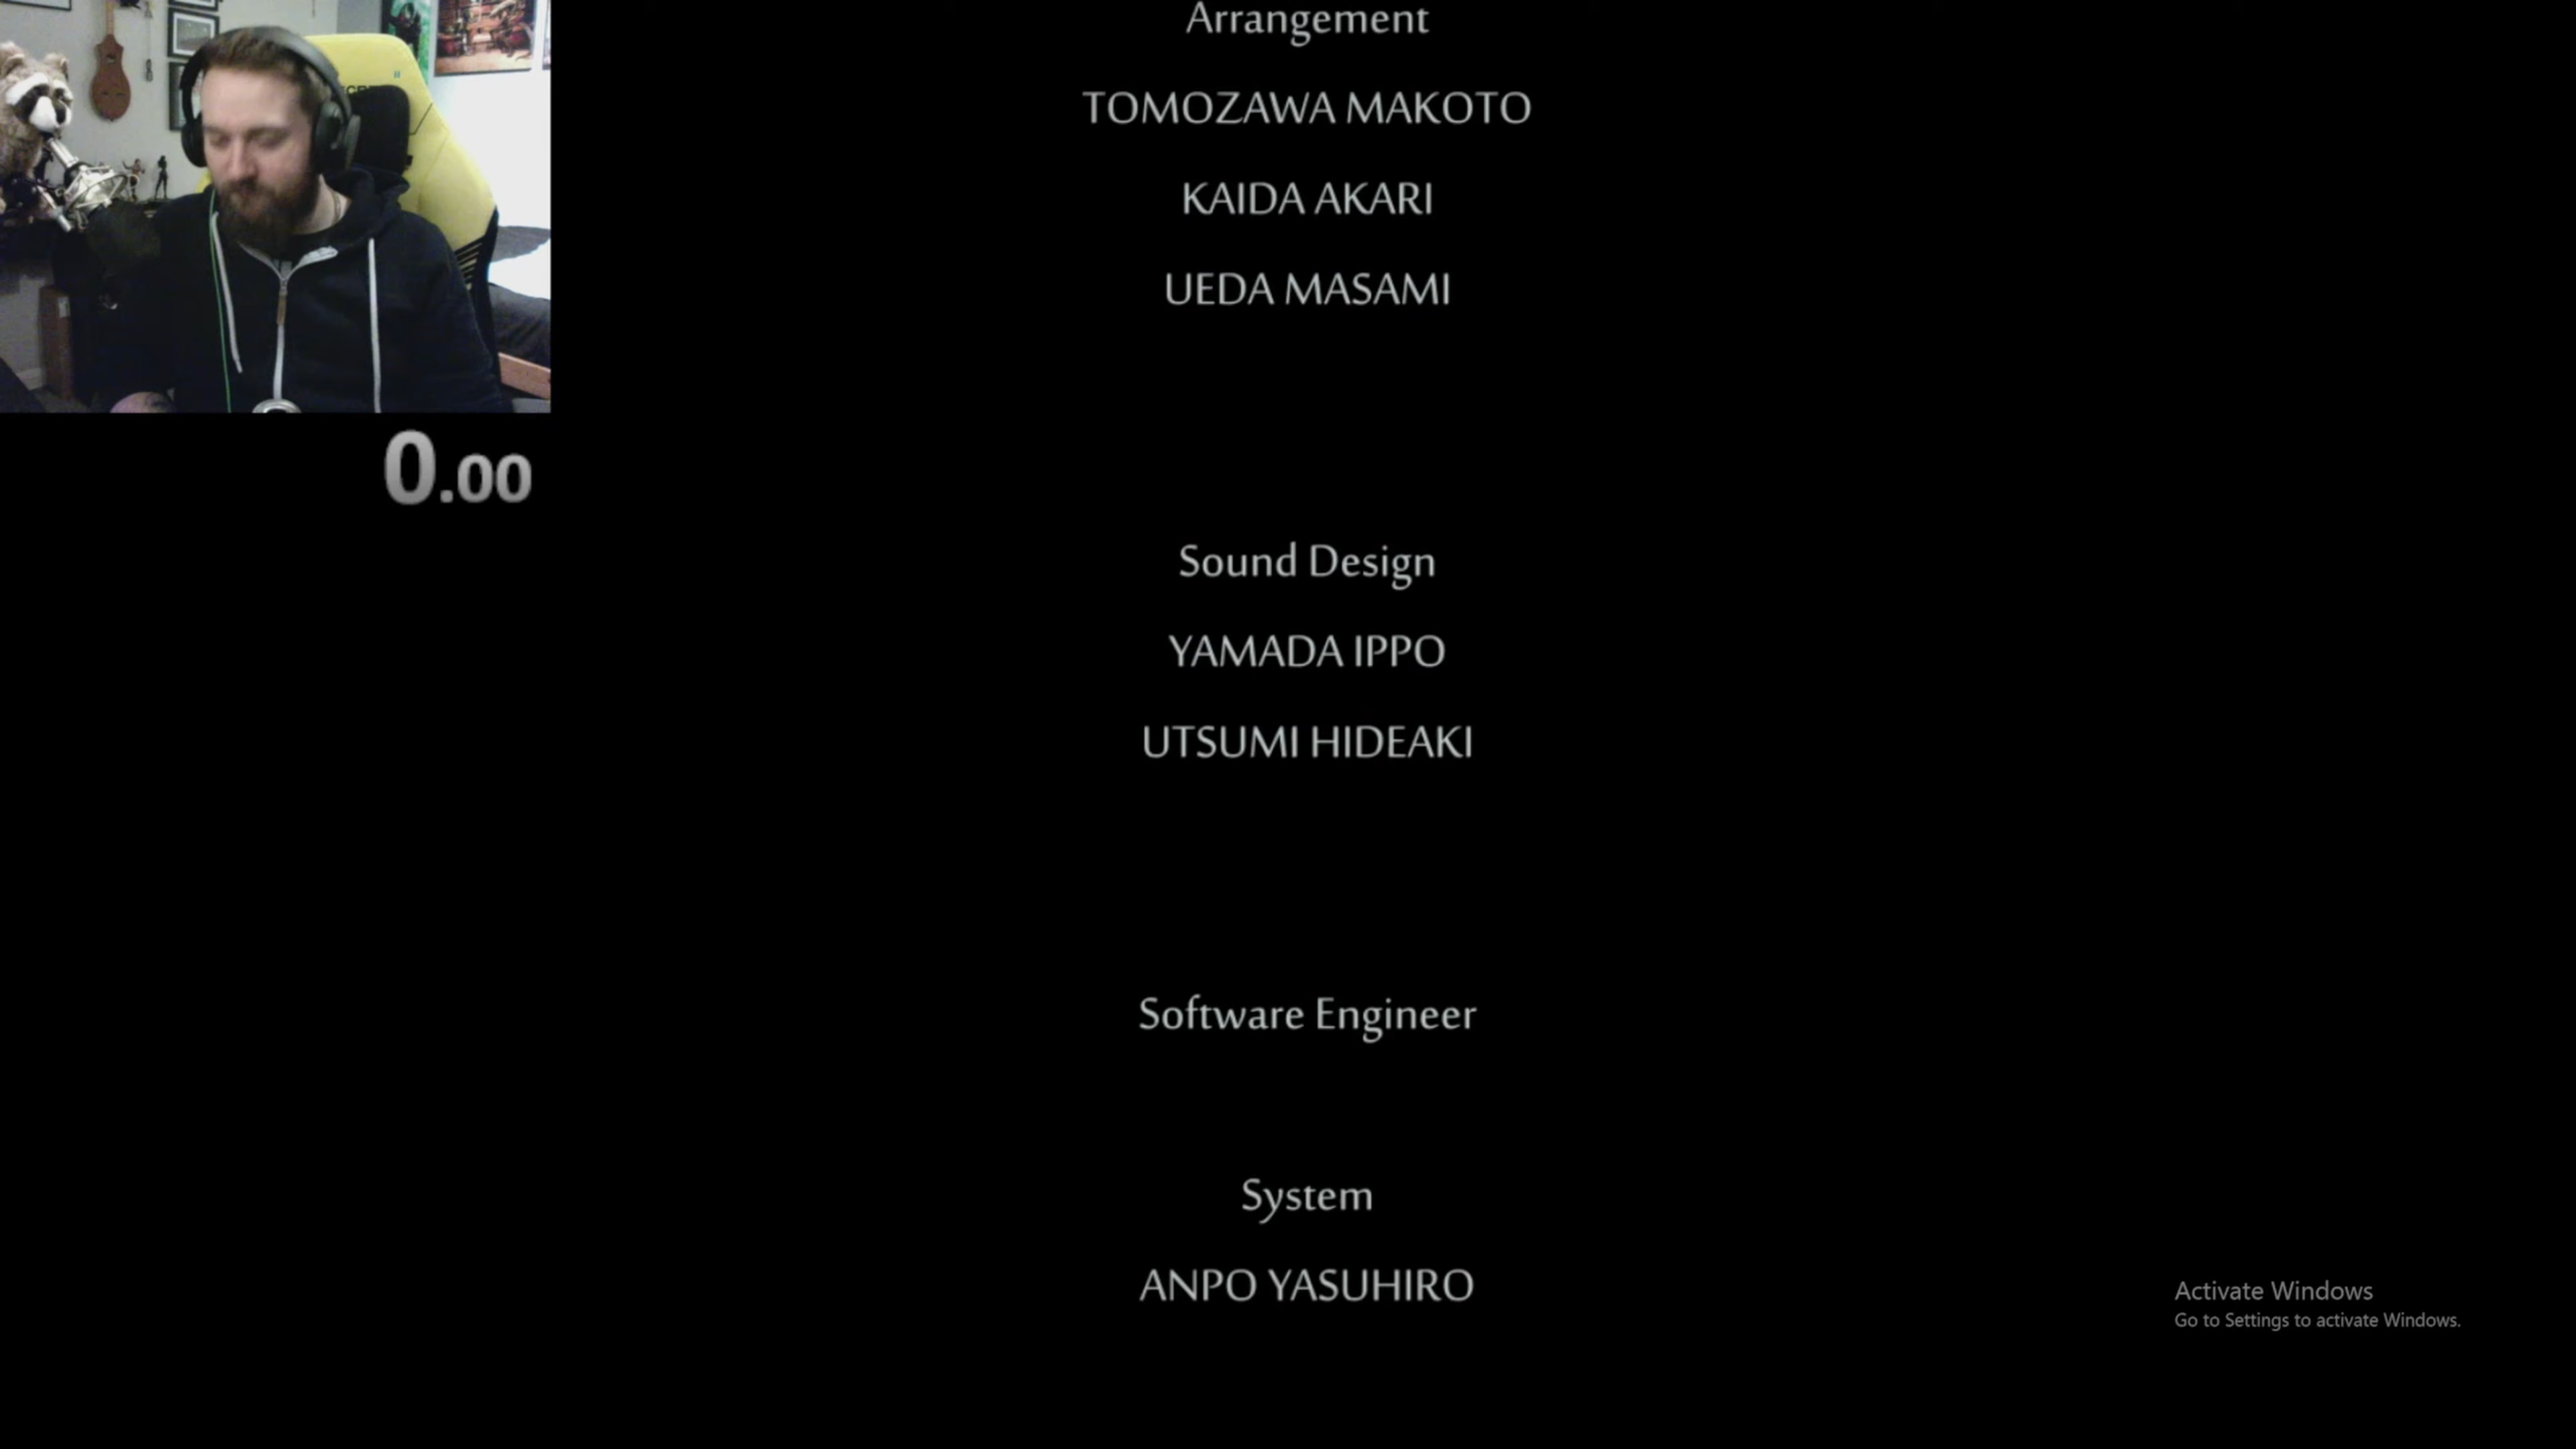 Arrangement
TOMOZAWA MAKOTO
KAIDA AKARI
UEDA MASAMI
0.00
Sound Design
YAMADA IPPO
UTSUMI HIDEAKI
Software Engineer
System
ANPO YASUHIRO
Activate Windows
Go to Settings to activate Windows.